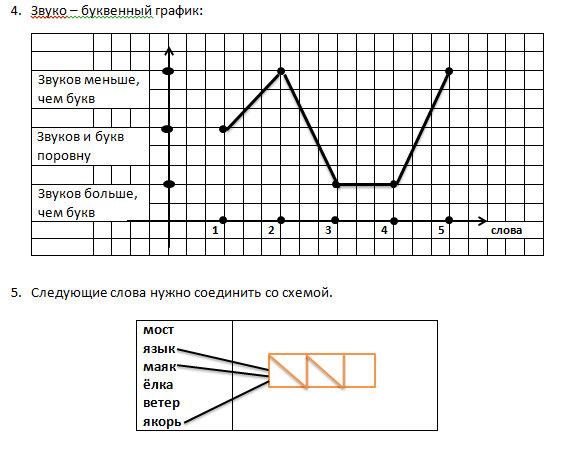 4. Звуко – буквенный график:
Звуков меньше,
чем букв
Звуков и букв
поровну
Звуков больше,
чем букв
1 2 3 4 5 слова
5. Следующие слова нужно соединить со схемой.
мост
язык
маяк
ёлка
ветер
якорь